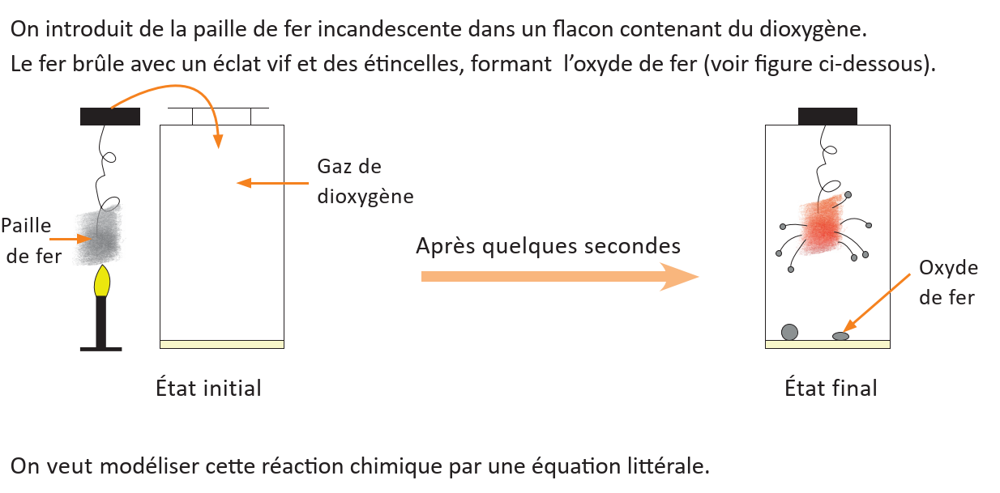 On introduit de la paille de fer incandescente dans un flacon contenant du dioxygène.
Le fer brûle avec un éclat vif et des étincelles, formant l’oxyde de fer (voir figure ci-dessous).
Gaz de
dioxygène
Paille
de fer
Après quelques secondes
Oxyde
de fer
État initial
État final
On veut modéliser cette réaction chimique par une équation littérale.